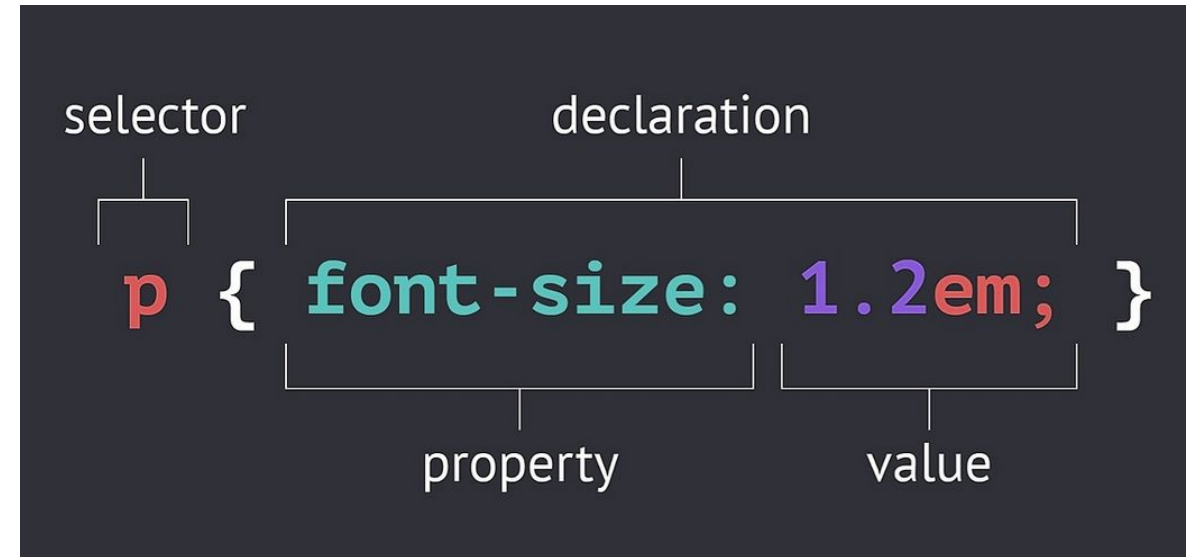 selector declaration
p { font-size: 1.2em; }
property value